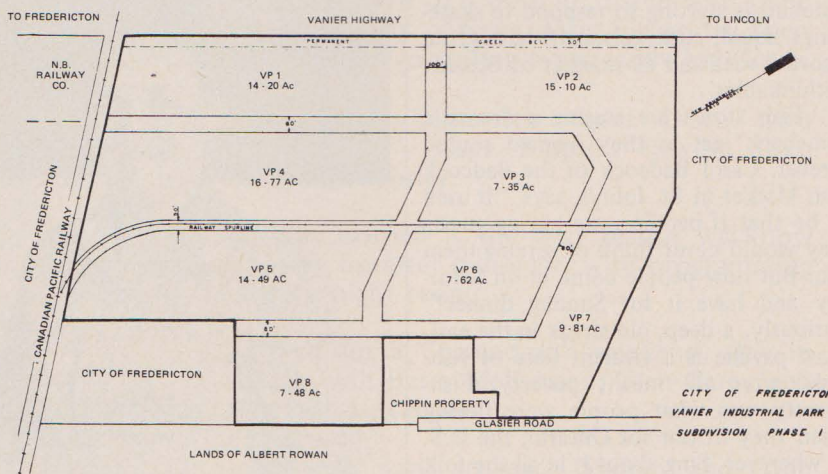 TO FREDERICTON
VANIER HIGHWAY
TO LINCOLN
N.B.
RAILWAY
CO.
PERMANENT GREEN BELT 50'
100'
VP 1
14 - 20 Ac
VP 2
15 - 10 Ac
NEW BRUNSWICK NORTH
80'
CITY OF FREDERICTON
VP 4
16 - 77 Ac
VP 3
7 - 35 Ac
CITY OF FREDERICTON
CANADIAN PACIFIC RAILWAY
RAILWAY SPURLINE
80'
VP 5
14 - 49 AC
VP 6
7 - 62 Ac
VP 7
9 - 81 Ac
80'
CITY OF FREDERICTON
VP 8
7 - 48 Ac
CHIPPIN PROPERTY
GLASIER ROAD
LANDS OF ALBERT ROWAN
CITY OF FREDERICTON
VANIER INDUSTRIAL PARK
SUBDIVISION PHASE I